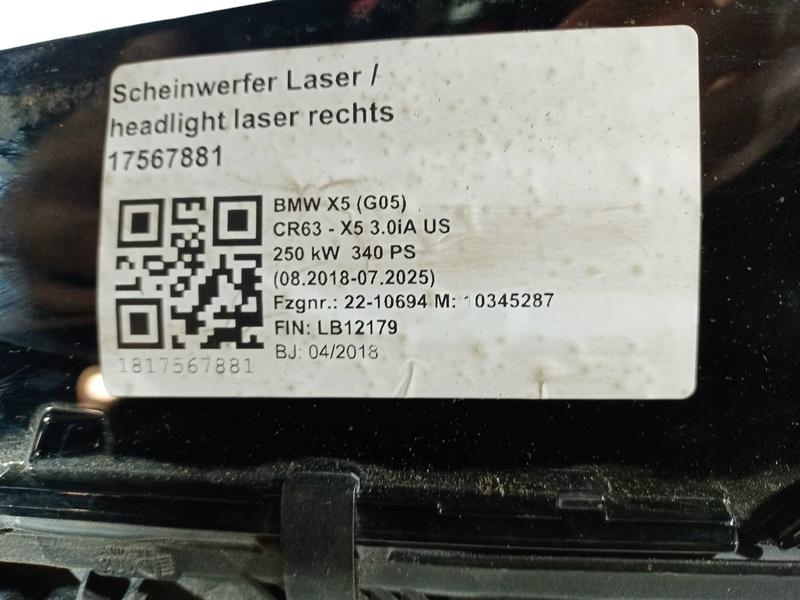 Scheinwerfer Laser /
headlight laser rechts
17567881
BMW X5 (G05)
CR63 - X5 3.0iA US
250 kW 340 PS
(08.2018-07.2025)
Fzgnr.: 22-10694 M: 10345287
FIN: LB12179
BJ: 04/2018
1817567881